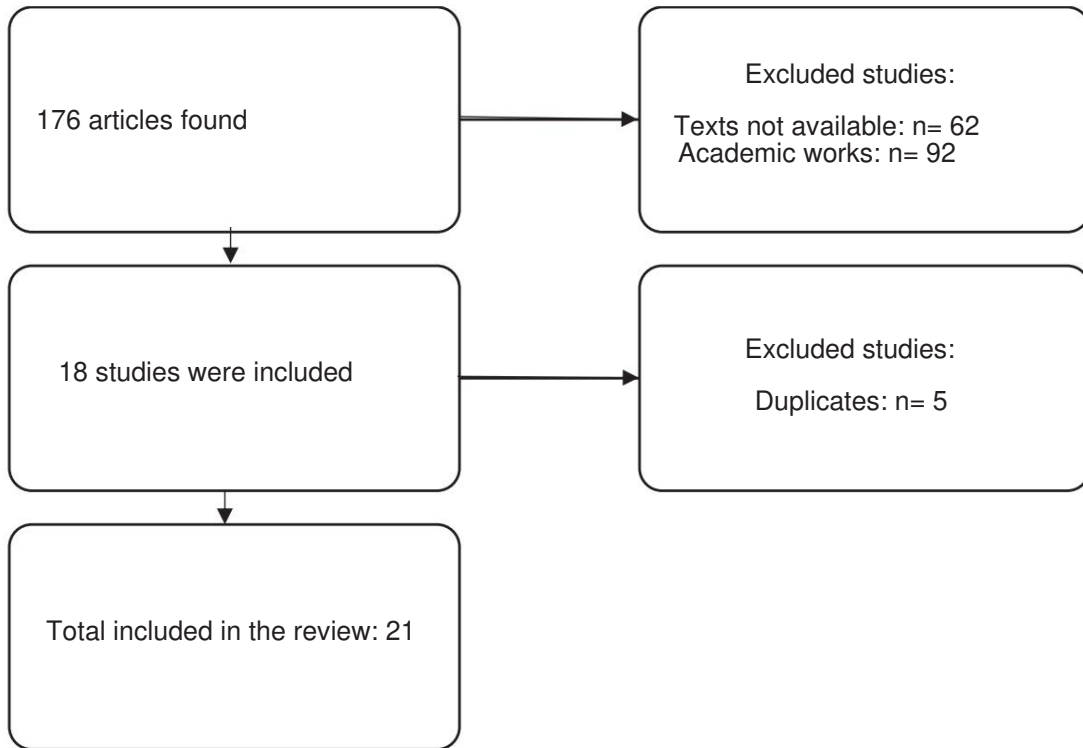 176 articles found
Excluded studies:
Texts not available: n= 62
Academic works: n= 92
18 studies were included
Excluded studies:
Duplicates: n= 5
Total included in the review: 21